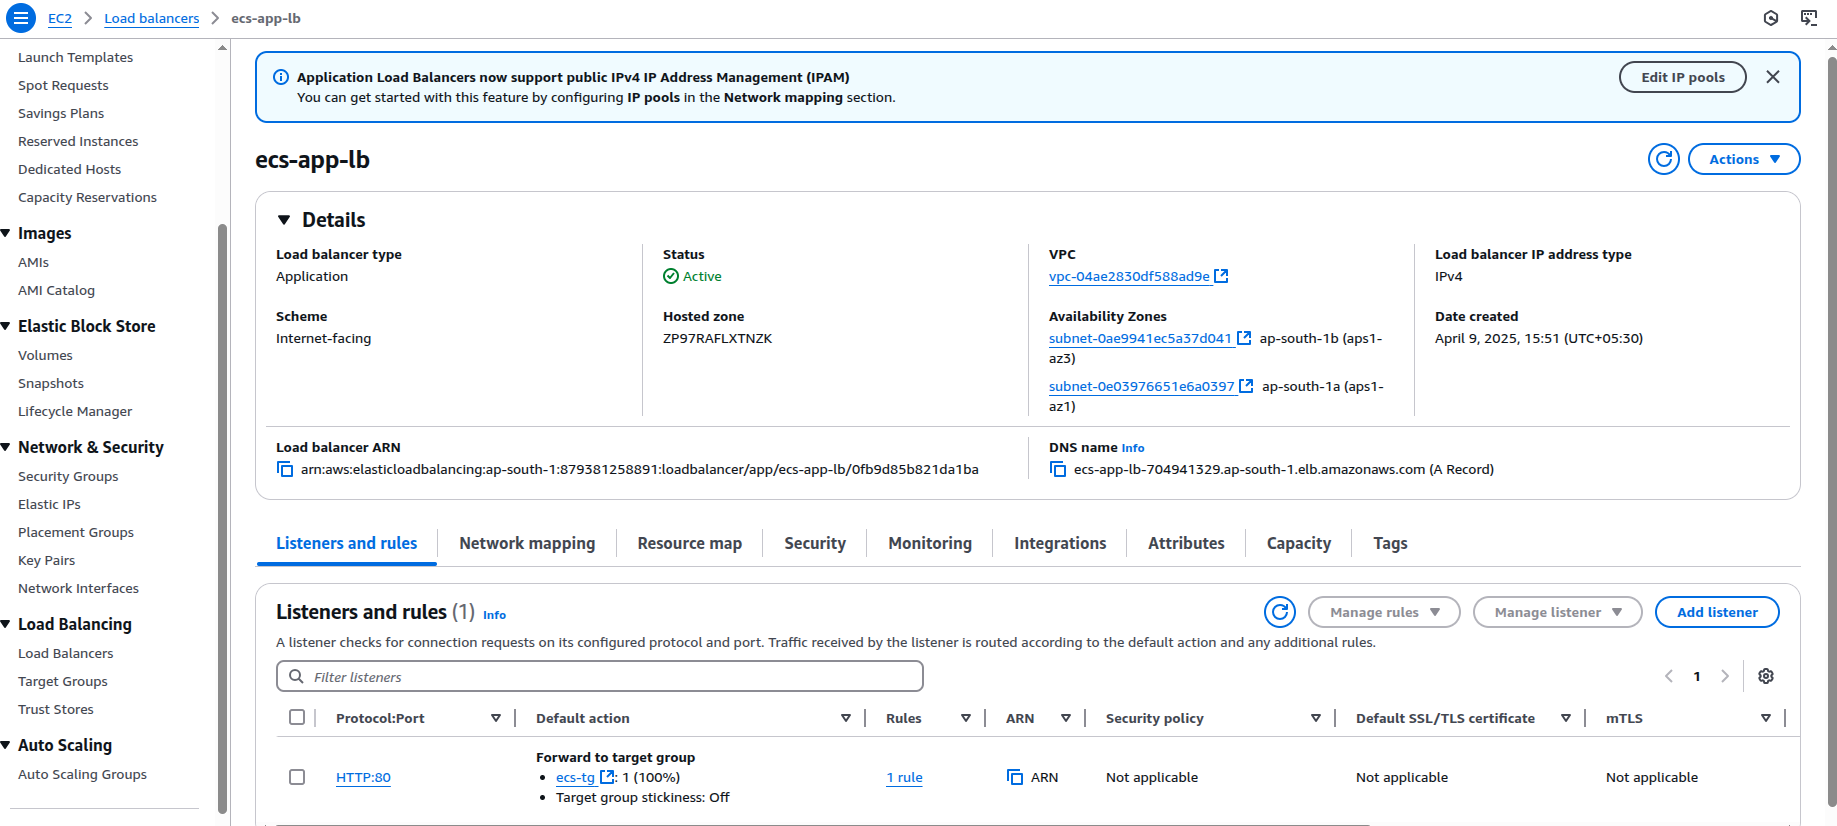 EC2 > Load balancers > ecs-app-lb
Launch Templates
Spot Requests
Savings Plans
Reserved Instances
Dedicated Hosts
Capacity Reservations
Images
AMIs
AMI Catalog
Elastic Block Store
Volumes
Snapshots
Lifecycle Manager
Network & Security
Security Groups
Elastic IPs
Placement Groups
Key Pairs
Network Interfaces
Load Balancing
Load Balancers
Target Groups
Trust Stores
Auto Scaling
Auto Scaling Groups
Application Load Balancers now support public IPv4 IP Address Management (IPAM)
You can get started with this feature by configuring IP pools in the Network mapping section.
Edit IP pools
ecs-app-lb
Actions
Details
Load balancer type
Application
Scheme
Internet-facing
Status
Active
Hosted zone
ZP97RAFLXTNZK
VPC
vpc-04ae2830df588ad9e
Availability Zones
subnet-0ae9941ec5a37d041 ap-south-1b (aps1-
az3)
subnet-0e03976651e6a0397 ap-south-1a (aps1-
az1)
Load balancer IP address type
IPv4
Date created
April 9, 2025, 15:51 (UTC+05:30)
Load balancer ARN
arn:aws:elasticloadbalancing:ap-south-1:879381258891:loadbalancer/app/ecs-app-lb/0fb9d85b821da1ba
DNS name Info
ecs-app-lb-704941329.ap-south-1.elb.amazonaws.com (A Record)
Listeners and rules Network mapping Resource map Security Monitoring Integrations Attributes Capacity Tags
Listeners and rules (1) Info
Manage rules Manage listener Add listener
A listener checks for connection requests on its configured protocol and port. Traffic received by the listener is routed according to the default action and any additional rules.
Filter listeners
1
Protocol:Port Default action Rules ARN Security policy Default SSL/TLS certificate mTLS
HTTP:80
Forward to target group
• ecs-tg : 1 (100%)
• Target group stickiness: Off
1 rule
ARN
Not applicable
Not applicable
Not applicable